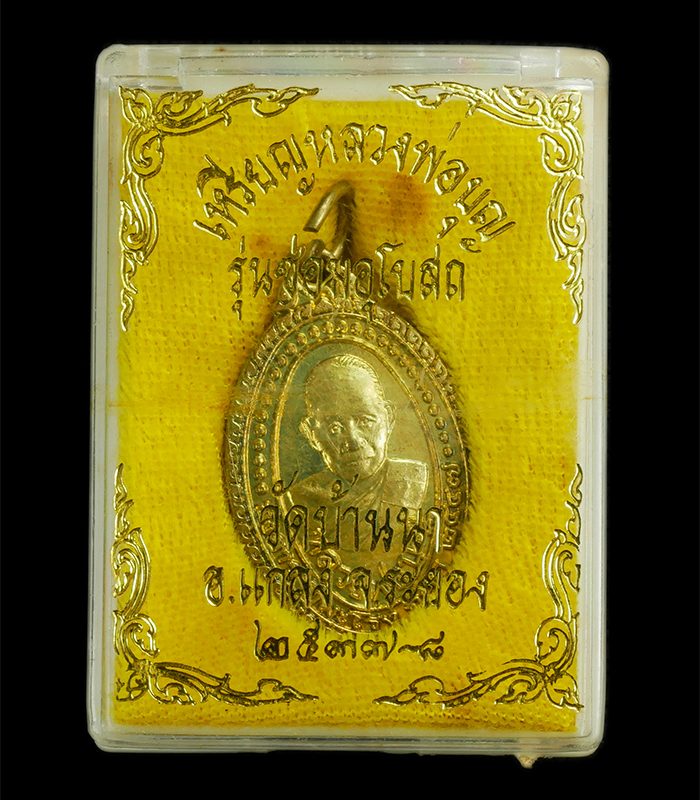 เหรียญหลวงพ่อบุญ
รุ่นซ่อมอุโบสถ
วัดบ้านนา
อ.แกลง จ.ระยอง
๒๕๓๗-๘